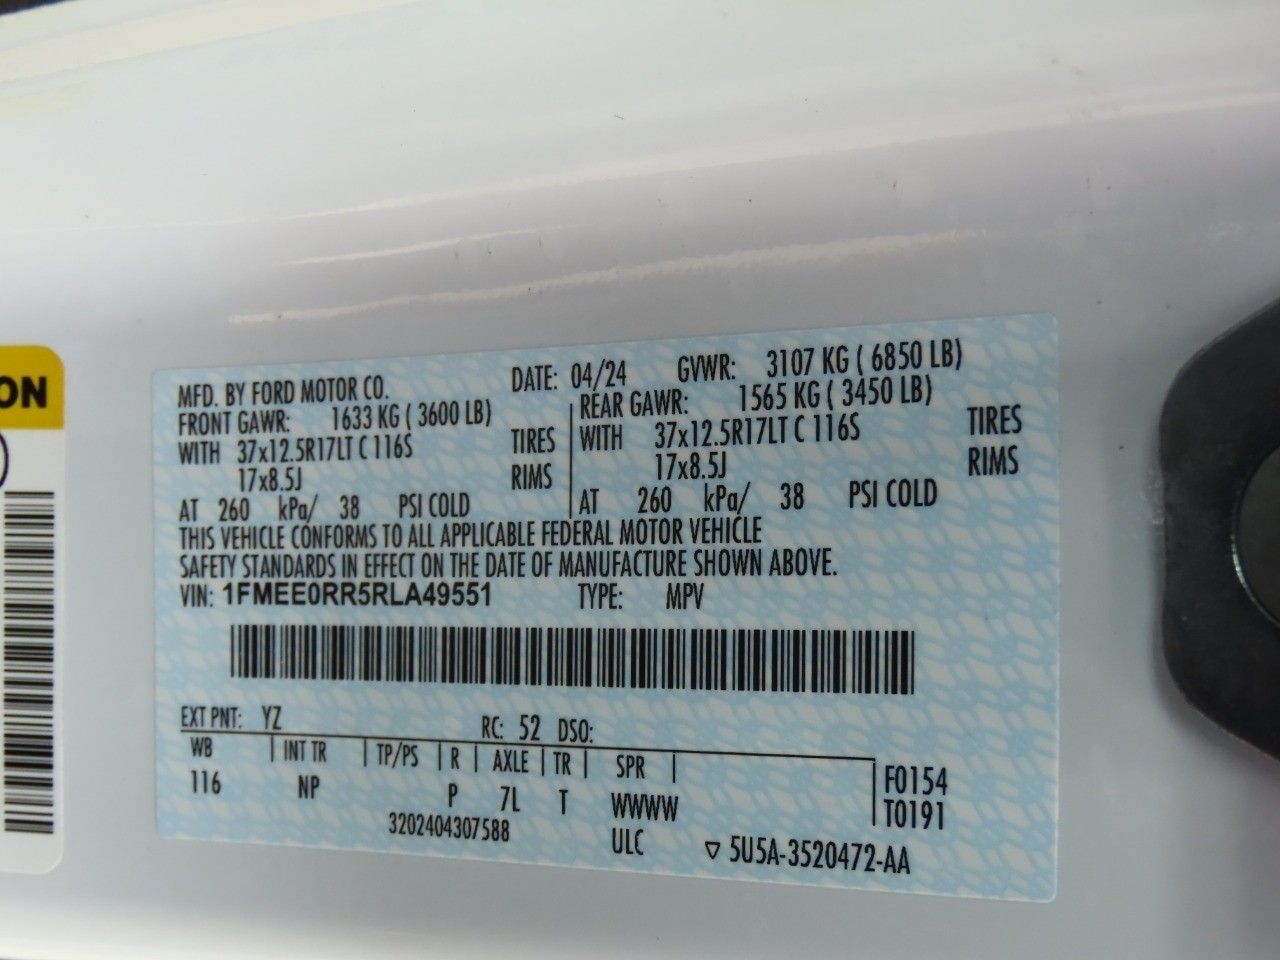 ON
MFD. BY FORD MOTOR CO. DATE: 04/24 GVWR: 3107 KG ( 6850 LB)
FRONT GAWR: 1633 KG ( 3600 LB) REAR GAWR: 1565 KG ( 3450 LB)
WITH 37x12.5R17LT C 116S TIRES WITH 37x12.5R17LT C 116S TIRES
17x8.5J RIMS 17x8.5J RIMS
AT 260 kPa/ 38 PSI COLD AT 260 kPa/ 38 PSI COLD
THIS VEHICLE CONFORMS TO ALL APPLICABLE FEDERAL MOTOR VEHICLE
SAFETY STANDARDS IN EFFECT ON THE DATE OF MANUFACTURE SHOWN ABOVE.
VIN: 1FMEE0RR5RLA49551 TYPE: MPV
EXT PNT: YZ RC: 52 DSO:
WB INT TR TP/PS R AXLE TR SPR F0154
116 NP P 7L T WWWW T0191
3202404307588 ULC ▽ 5U5A-3520472-AA